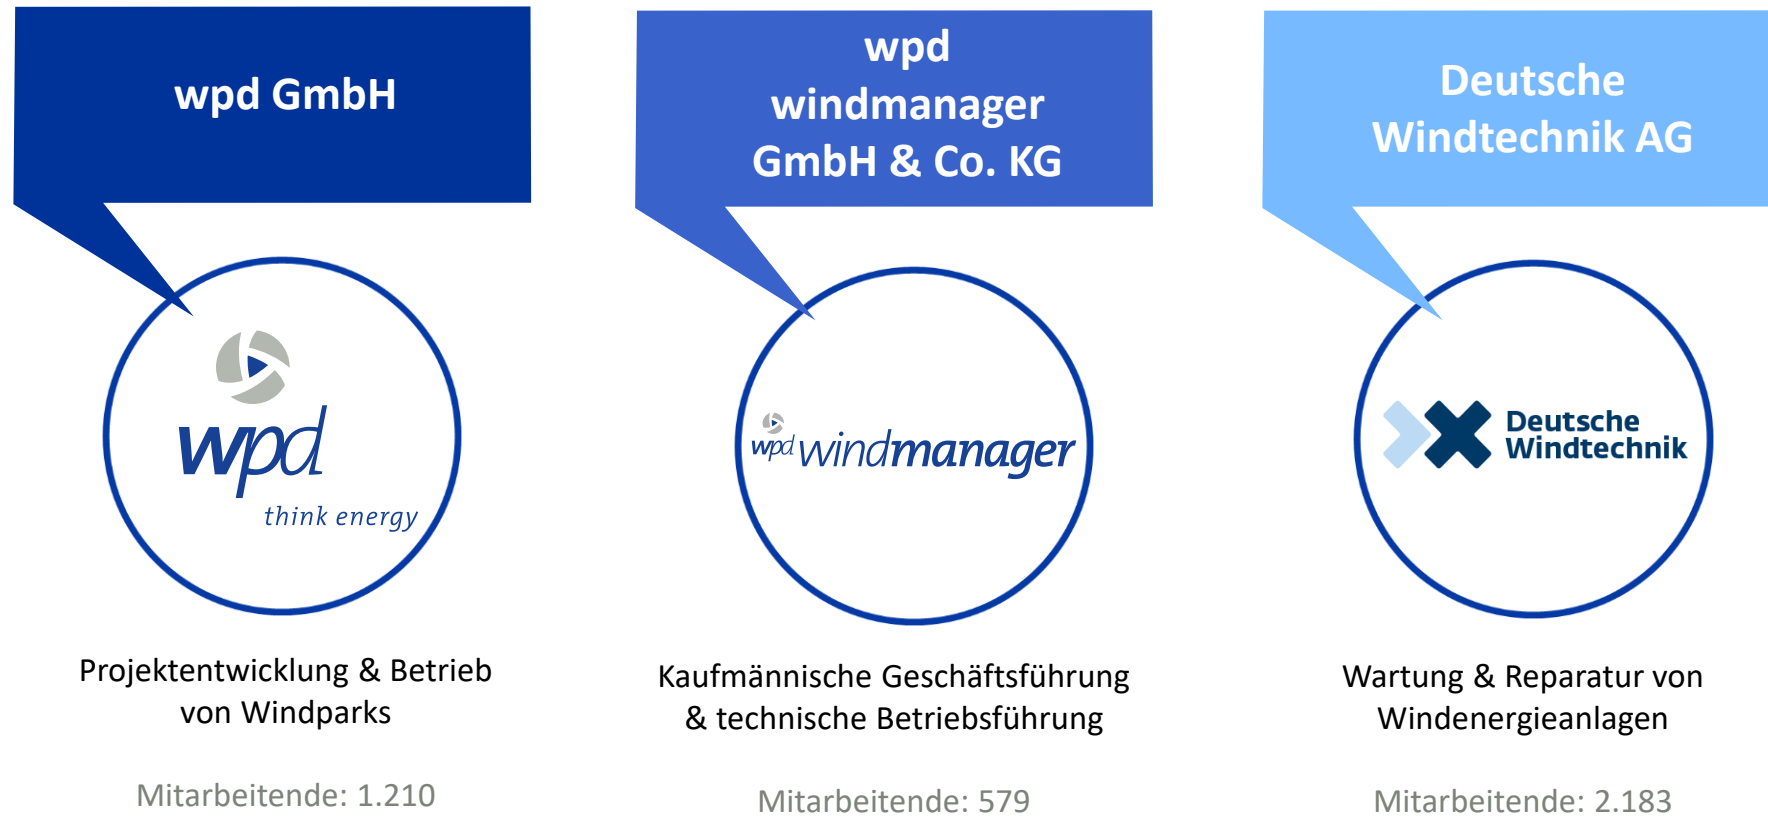 wpd GmbH
wpd
think energy
Projektentwicklung & Betrieb
von Windparks
Mitarbeitende: 1.210
wpd
windmanager
GmbH & Co. KG
wpd windmanager
Kaufmännische Geschäftsführung
& technische Betriebsführung
Mitarbeitende: 579
Deutsche
Windtechnik AG
Deutsche
Windtechnik
Wartung & Reparatur von
Windenergieanlagen
Mitarbeitende: 2.183